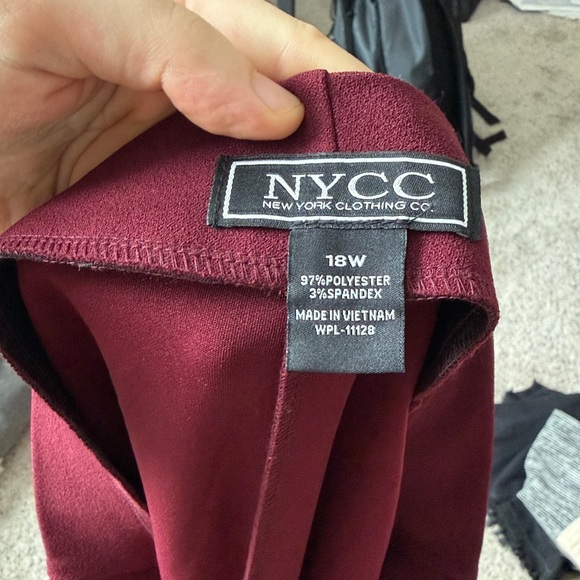 NYCC
NEW YORK CLOTHING CO.
18W
97%POLYESTER
3%SPANDEX
MADE IN VIETNAM
WPL-11128